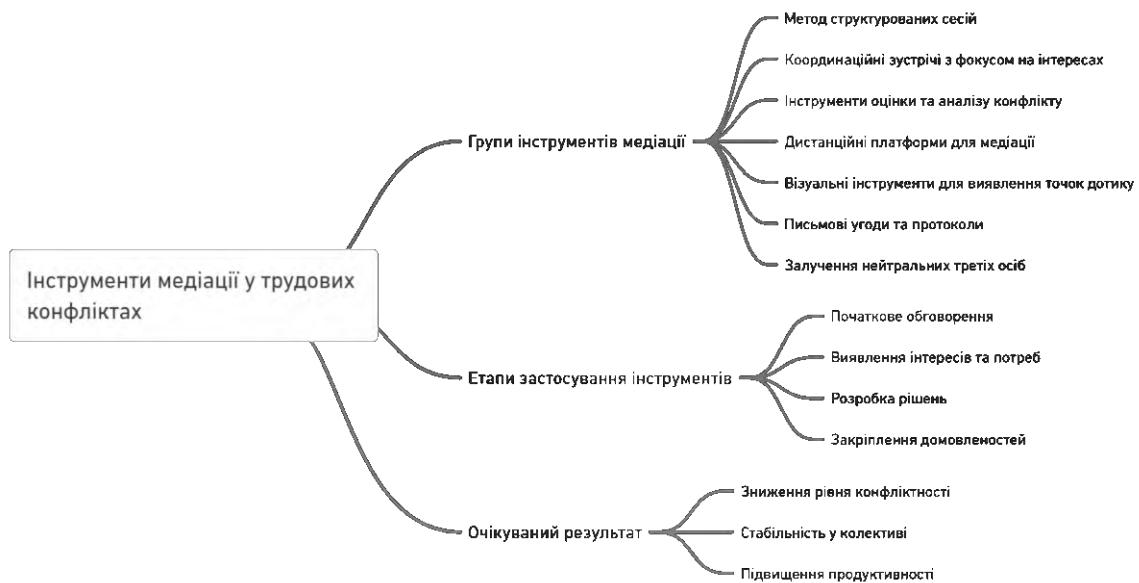 Інструменти медіації у трудових
конфліктах
Групи інструментів медіації
Метод структурованих сесій
Координаційні зустрічі з фокусом на інтересах
Інструменти оцінки та аналізу конфлікту
Дистанційні платформи для медіації
Візуальні інструменти для виявлення точок дотику
Письмові угоди та протоколи
Залучення нейтральних третіх осіб
Етапи застосування інструментів
Початкове обговорення
Виявлення інтересів та потреб
Розробка рішень
Закріплення домовленостей
Очікуваний результат
Зниження рівня конфліктності
Стабільність у колективі
Підвищення продуктивності